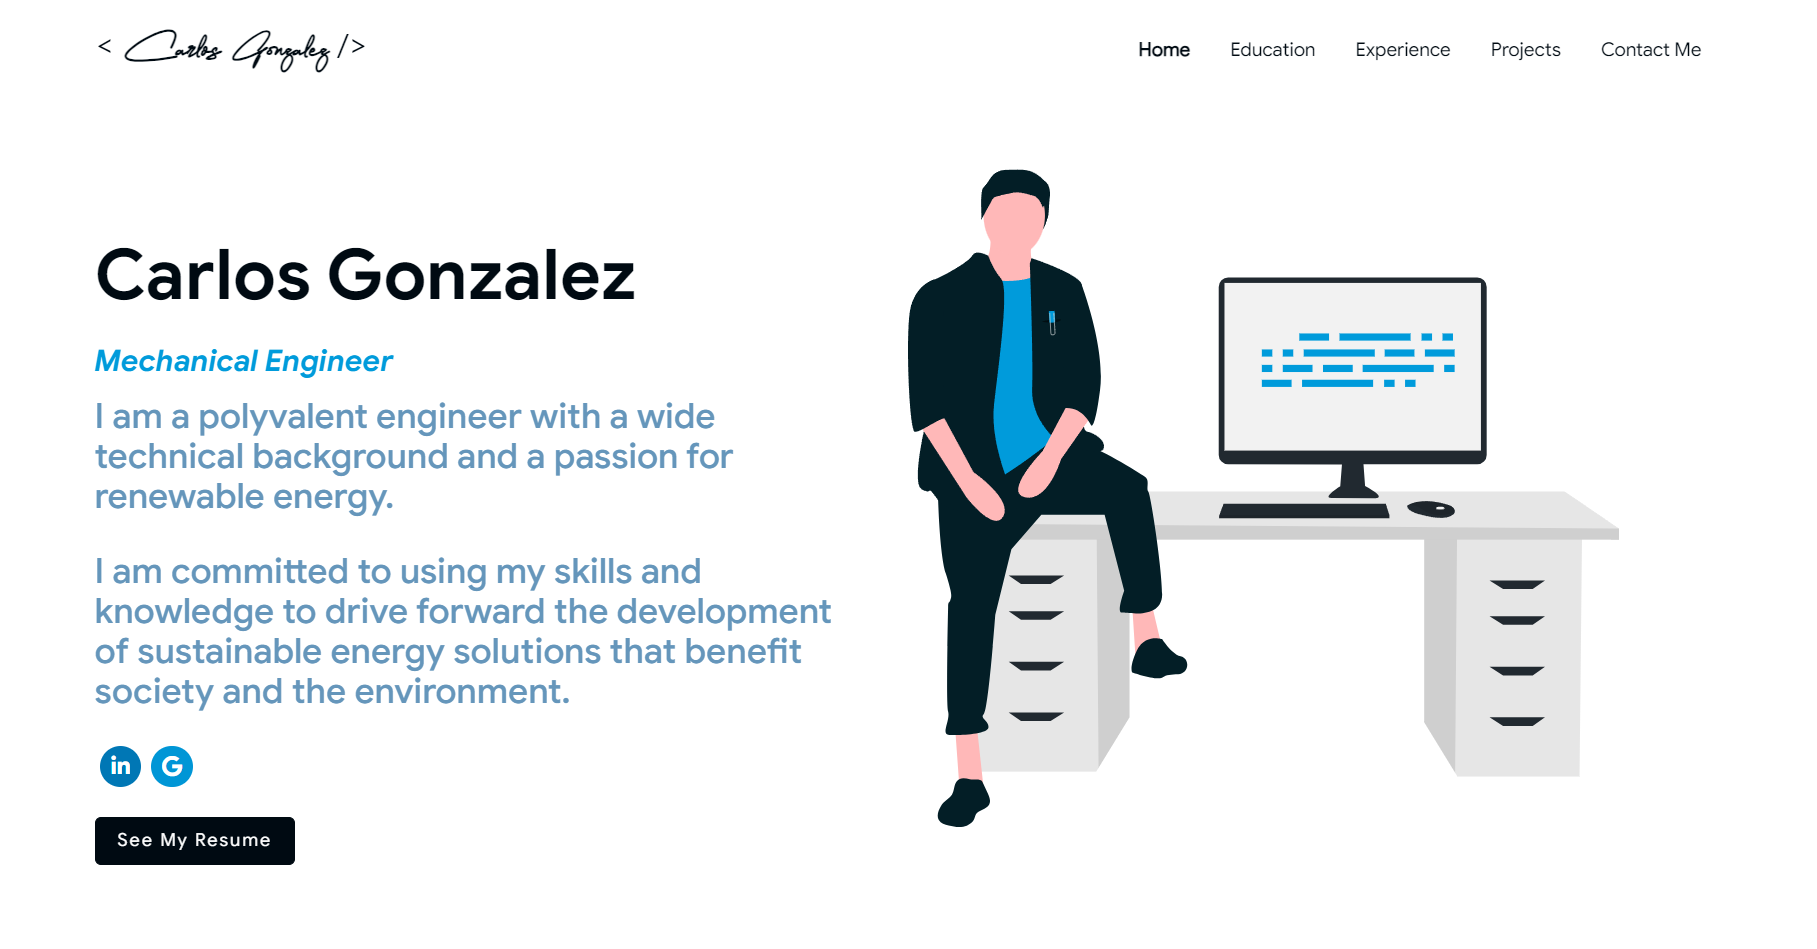 < Carlos Gonzalez />
Home Education Experience Projects Contact Me
Carlos Gonzalez
Mechanical Engineer
I am a polyvalent engineer with a wide
technical background and a passion for
renewable energy.
I am committed to using my skills and
knowledge to drive forward the development
of sustainable energy solutions that benefit
society and the environment.
in G
See My Resume